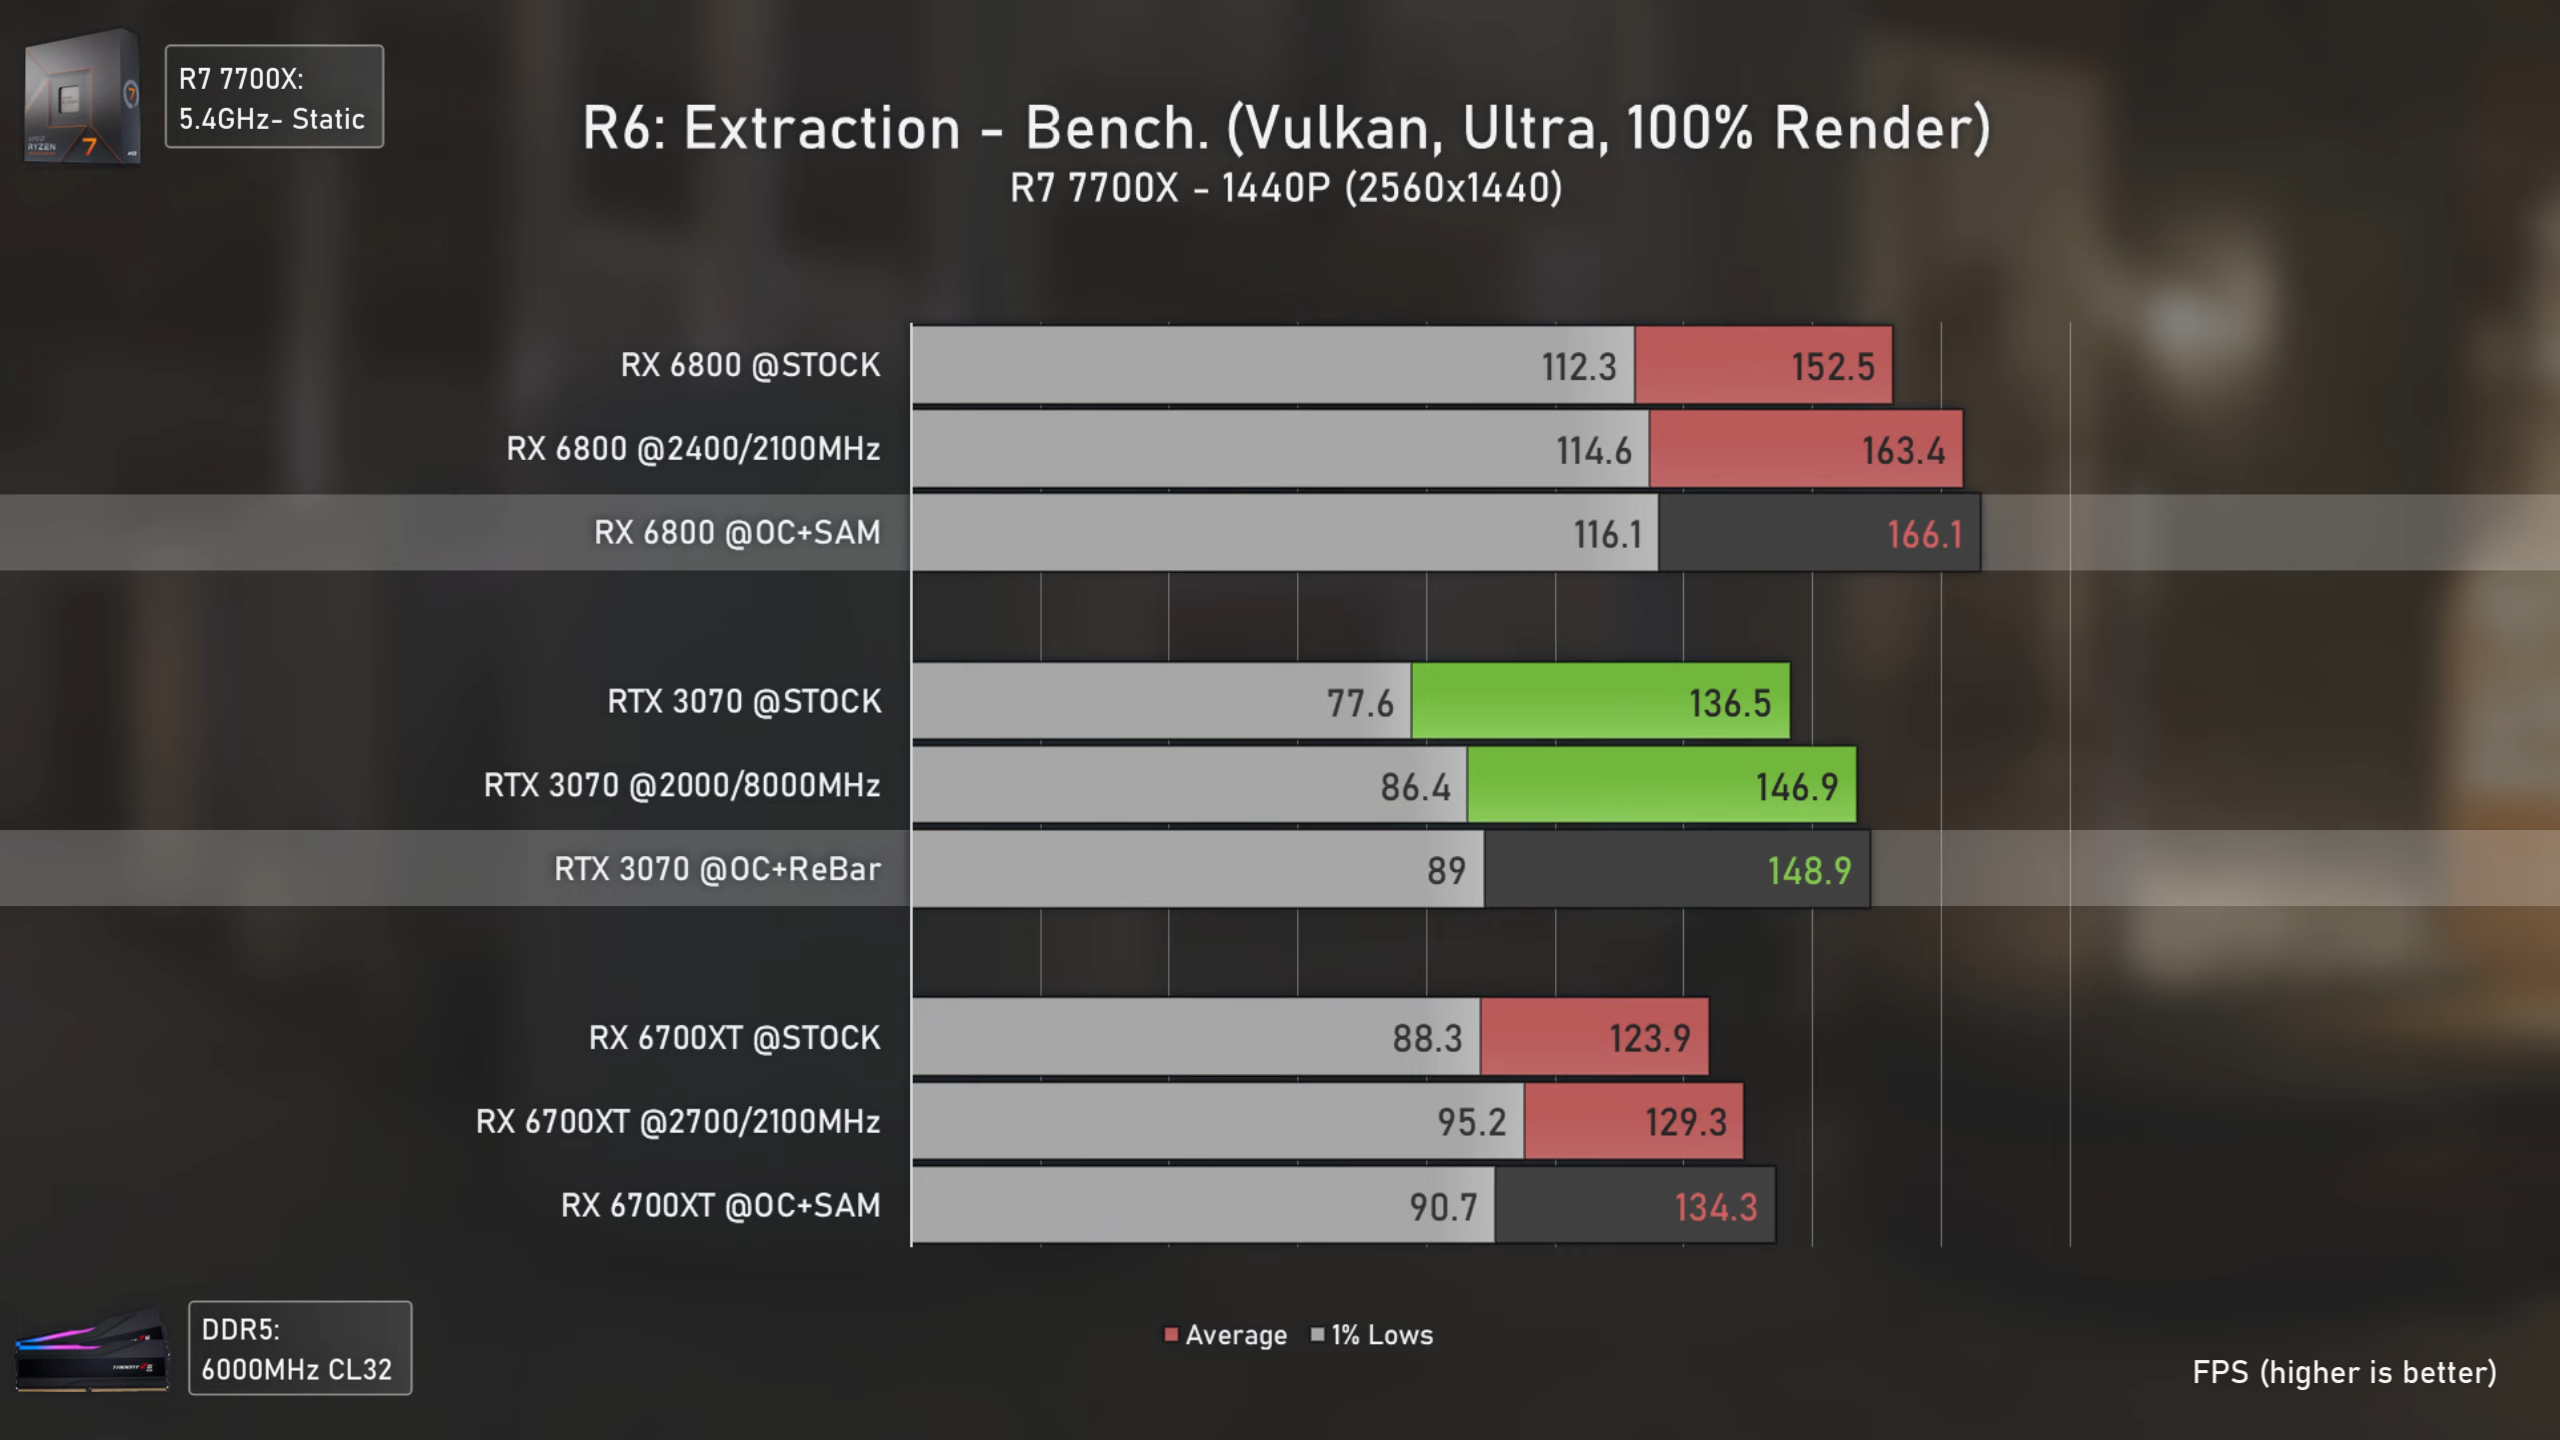 R7 7700X:
5.4GHz- Static
AMD
RYZEN
7
7
R6: Extraction - Bench. (Vulkan, Ultra, 100% Render)
R7 7700X - 1440P (2560x1440)
RX 6800 @STOCK 112.3 152.5
RX 6800 @2400/2100MHz 114.6 163.4
RX 6800 @OC+SAM 116.1 166.1
RTX 3070 @STOCK 77.6 136.5
RTX 3070 @2000/8000MHz 86.4 146.9
RTX 3070 @OC+ReBar 89 148.9
RX 6700XT @STOCK 88.3 123.9
RX 6700XT @2700/2100MHz 95.2 129.3
RX 6700XT @OC+SAM 90.7 134.3
DDR5:
6000MHz CL32
Average 1% Lows
FPS (higher is better)